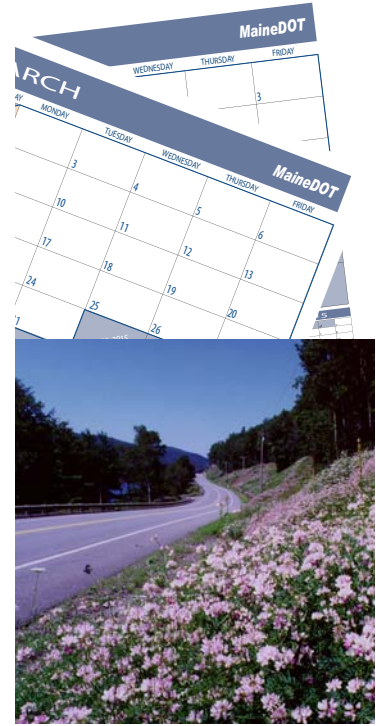 MaineDOT
WEDNESDAY THURSDAY FRIDAY
3
ARCH
MaineDOT
AY MONDAY TUESDAY WEDNESDAY THURSDAY FRIDAY
3 4 5 6
10 11 12 13
17 18 19 20
24 25 26
S